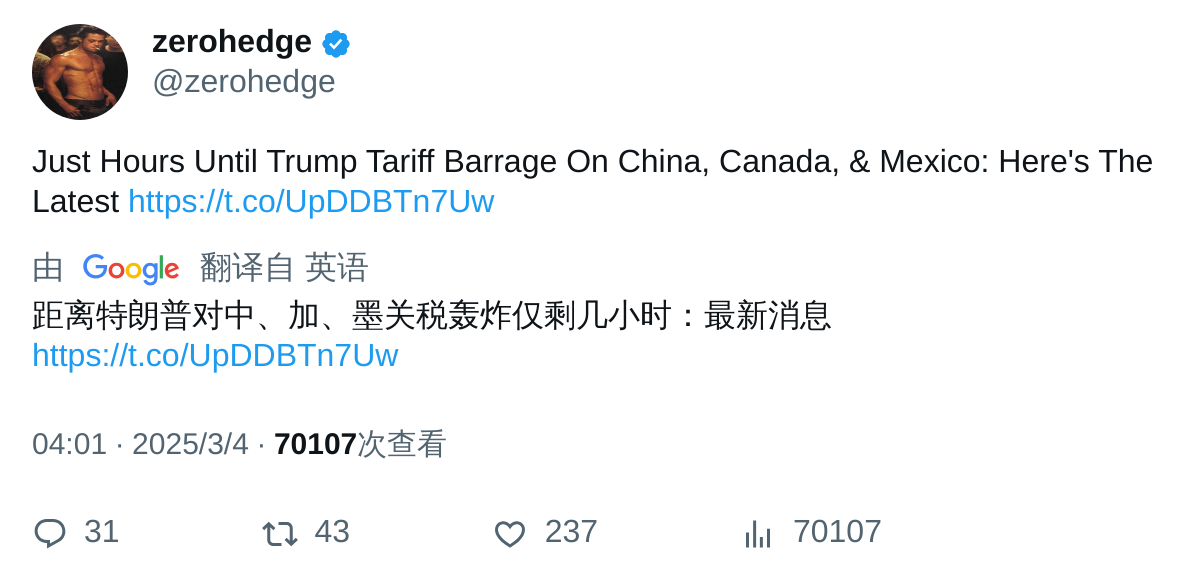 zerohedge
@zerohedge
Just Hours Until Trump Tariff Barrage On China, Canada, & Mexico: Here's The
Latest https://t.co/UpDDBTn7Uw
由 Google 翻译自 英语
距离特朗普对中、加、墨关税轰炸仅剩几小时：最新消息
https://t.co/UpDDBTn7Uw
04:01 · 2025/3/4 · 70107次查看
31 43 237 70107